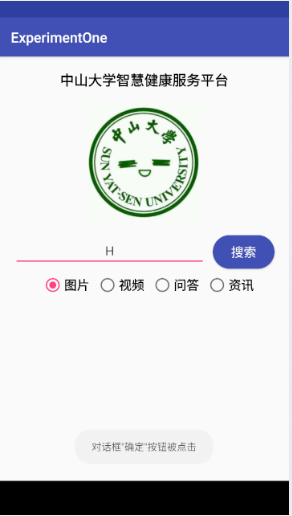 ExperimentOne
中山大学智慧健康服务平台
中山大学
SUN YAT-SEN UNIVERSITY
H 搜索
图片 视频 问答 资讯
对话框"确定"按钮被点击